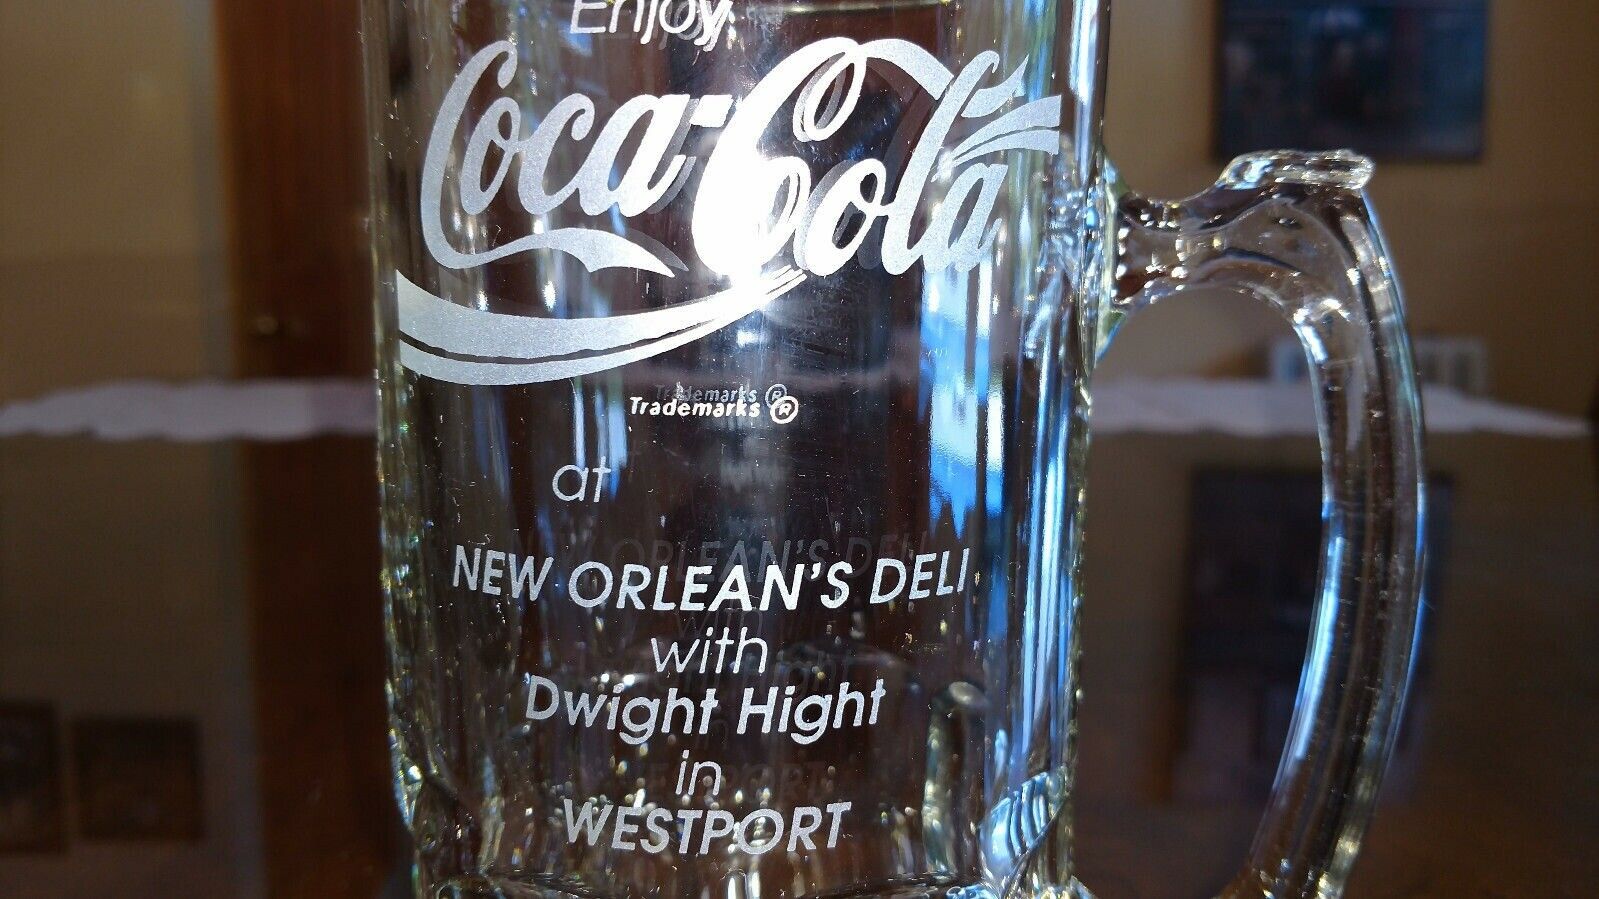 Enjoy
Coca-Cola
Trademarks ®
at
NEW ORLEAN'S DELI
with
Dwight Hight
in
WESTPORT